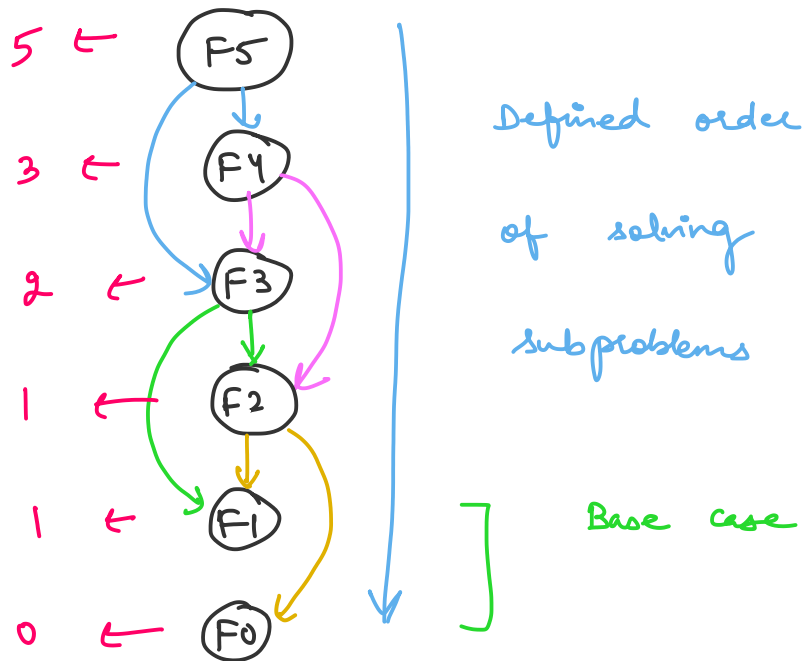 5 F5
Defined order
3 F4
of solving
2 F3
subproblems
1 F2
1 F1 Base case
0 F0